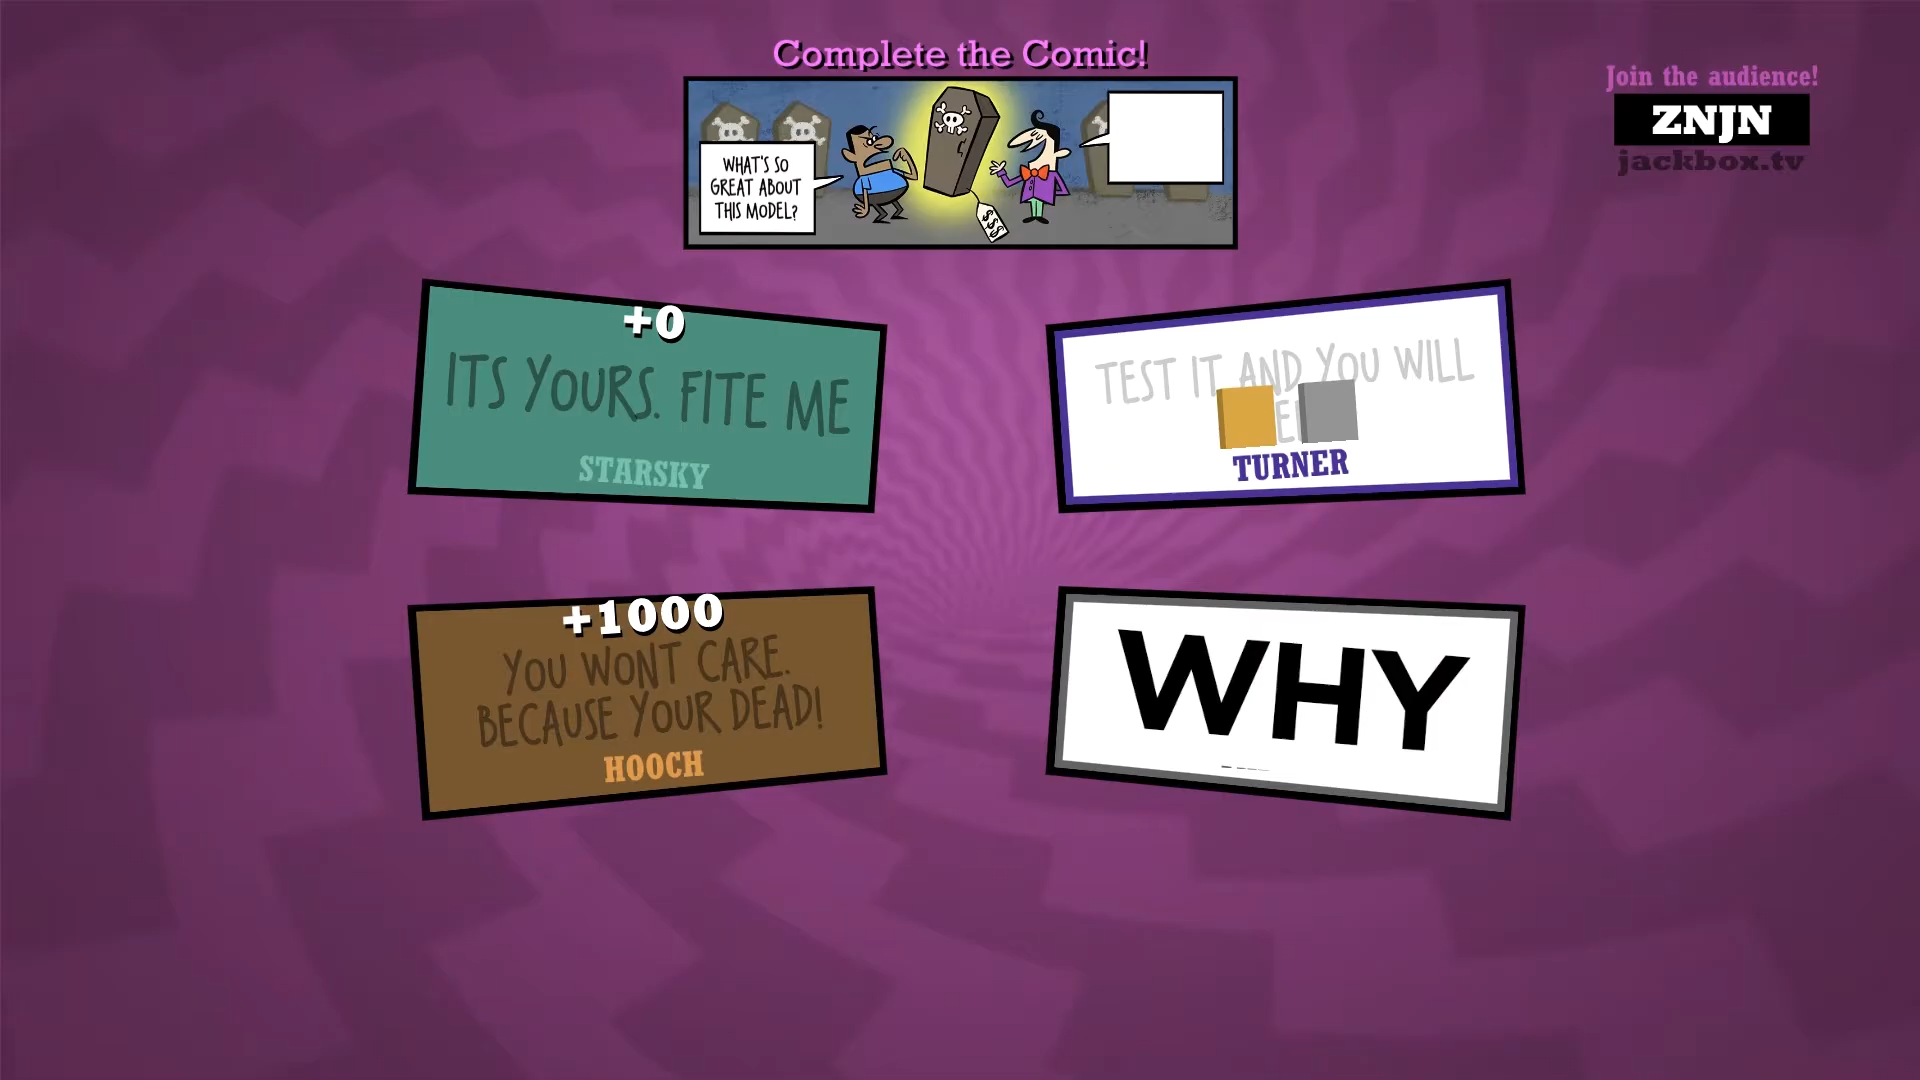 Complete the Comic!
Join the audience!
ZNJN
jackbox.tv
WHAT'S SO
GREAT ABOUT
THIS MODEL?
$$$
+0
ITS YOURS. FITE ME
STARSKY
TEST IT AND YOU WILL
TURNER
+1000
YOU WONT CARE.
BECAUSE YOUR DEAD!
HOOCH
WHY